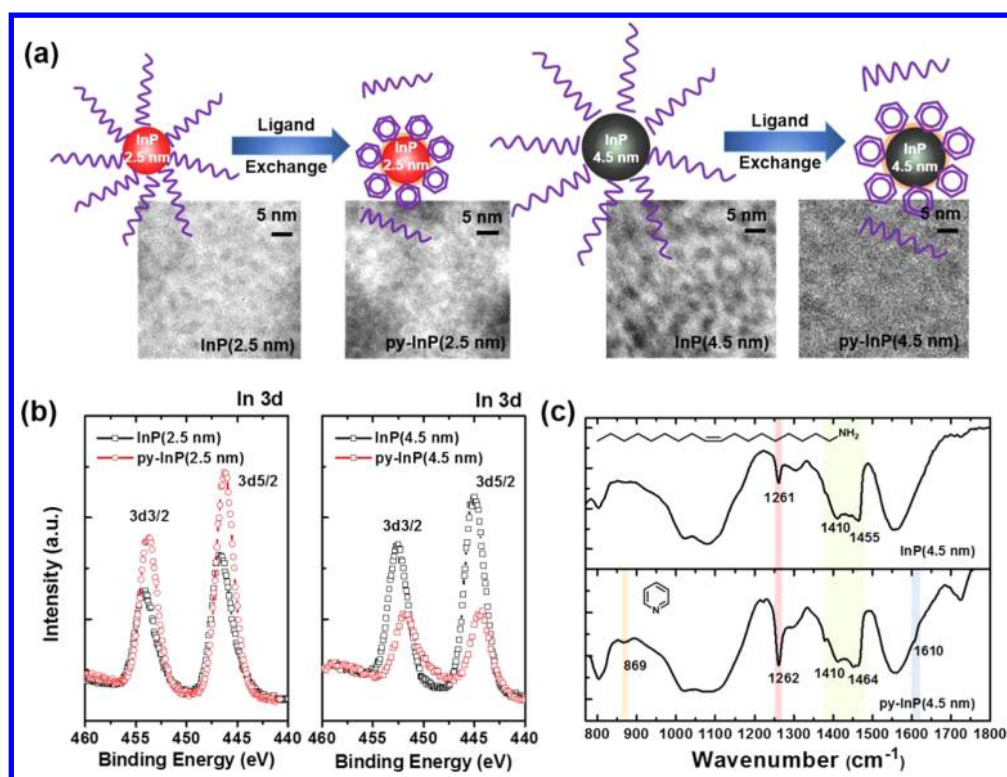 (a)
InP
2.5 nm
Ligand
Exchange
InP
2.5 nm
InP
4.5 nm
Ligand
Exchange
InP
4.5 nm
5 nm
InP(2.5 nm)
5 nm
py-InP(2.5 nm)
5 nm
InP(4.5 nm)
5 nm
py-InP(4.5 nm)
(b)
In 3d
InP(2.5 nm)
py-InP(2.5 nm)
3d5/2
3d3/2
Intensity (a.u.)
460 455 450 445 440
Binding Energy (eV)
In 3d
InP(4.5 nm)
py-InP(4.5 nm)
3d5/2
3d3/2
460 455 450 445 440
Binding Energy (eV)
(c)
NH2
1261
1410
1455
InP(4.5 nm)
N
869
1262
1410
1464
1610
py-InP(4.5 nm)
800 900 1000 1100 1200 1300 1400 1500 1600 1700 1800
Wavenumber (cm-1)